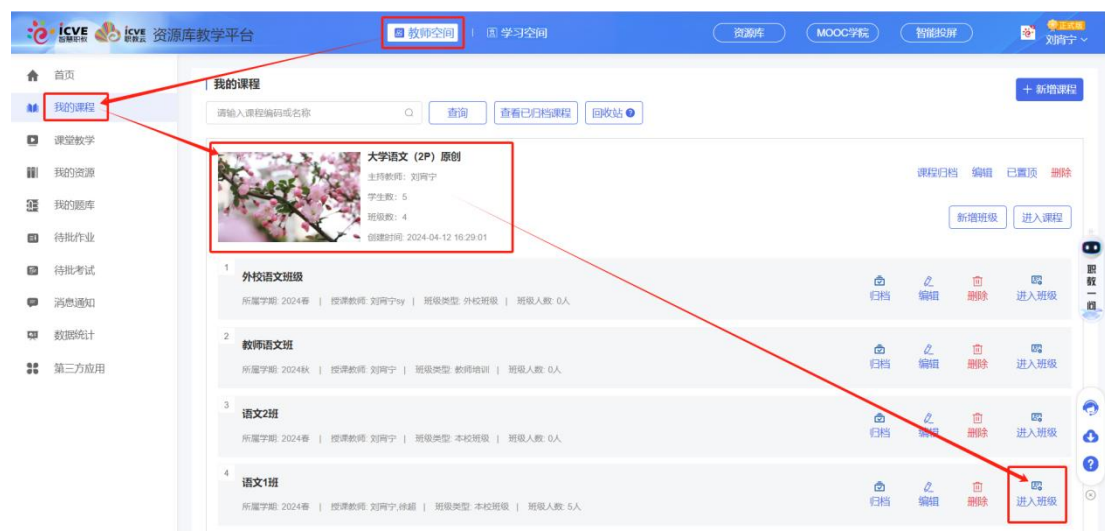 icve 智慧职教 icve 职教云 资源库教学平台
教师空间 学习空间
资源库 MOOC学院 智能投屏
正式版
刘宵宁
首页
我的课程
课堂教学
我的资源
我的题库
待批作业
待批考试
消息通知
数据统计
第三方应用
我的课程
+ 新增课程
请输入课程编码或名称 查询 查看已归档课程 回收站
大学语文（2P）原创
主持教师: 刘宵宁
学生数: 5
班级数: 4
创建时间: 2024-04-12 16:29:01
课程归档 编辑 已置顶 删除
新增班级 进入课程
1 外校语文班级
所属学期: 2024春 | 授课教师: 刘宵宁sy | 班级类型: 外校班级 | 班级人数: 0人
归档 编辑 删除 进入班级
2 教师语文班
所属学期: 2024秋 | 授课教师: 刘宵宁 | 班级类型: 教师培训 | 班级人数: 0人
归档 编辑 删除 进入班级
3 语文2班
所属学期: 2024春 | 授课教师: 刘宵宁 | 班级类型: 本校班级 | 班级人数: 0人
归档 编辑 删除 进入班级
4 语文1班
所属学期: 2024春 | 授课教师: 刘宵宁,徐超 | 班级类型: 本校班级 | 班级人数: 5人
归档 编辑 删除 进入班级
职教一问